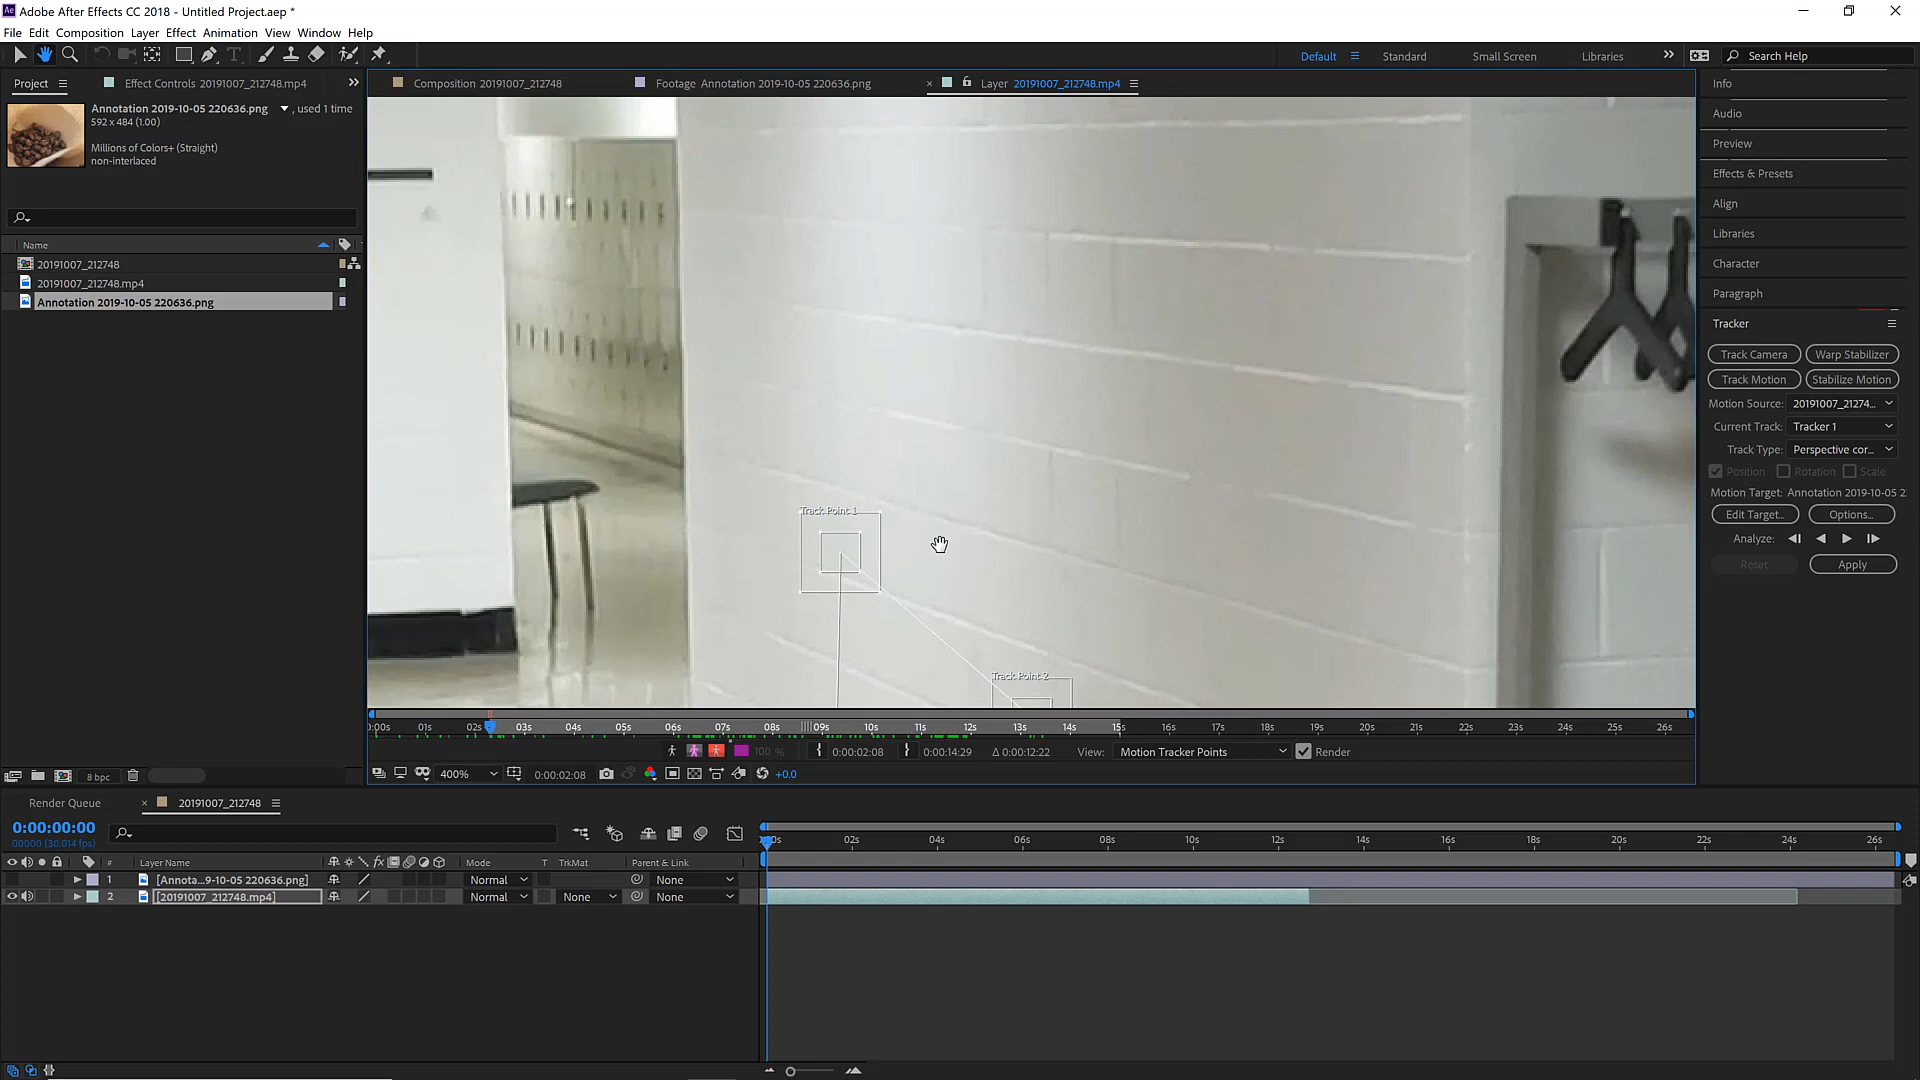 Adobe After Effects CC 2018 - Untitled Project.aep *
File Edit Composition Layer Effect Animation View Window Help
Default Standard Small Screen Libraries Search Help
Project Effect Controls 20191007_212748.mp4
Composition 20191007_212748 Footage Annotation 2019-10-05 220636.png Layer 20191007_212748.mp4
Annotation 2019-10-05 220636.png , used 1 time
592 x 484 (1.00)
Millions of Colors+ (Straight)
non-interlaced
Name
20191007_212748
20191007_212748.mp4
Annotation 2019-10-05 220636.png
8 bpc
Track Point 1
Track Point 2
):00s 01s 02s 03s 04s 05s 06s 07s 08s 09s 10s 11s 12s 13s 14s 15s 16s 17s 18s 19s 20s 21s 22s 23s 24s 25s 26s
100 % 0:00:02:08 0:00:14:29 Δ 0:00:12:22 View: Motion Tracker Points Render
400% 0:00:02:08 +0.0
Info
Audio
Preview
Effects & Presets
Align
Libraries
Character
Paragraph
Tracker
Track Camera Warp Stabilizer
Track Motion Stabilize Motion
Motion Source: 20191007_21274...
Current Track: Tracker 1
Track Type: Perspective cor...
Position Rotation Scale
Motion Target: Annotation 2019-10-05 2
Edit Target... Options...
Analyze:
Reset Apply
Render Queue 20191007_212748
0:00:00:00
00000 (30.014 fps)
# Layer Name fx Mode T TrkMat Parent & Link
1 [Annota...9-10-05 220636.png] Normal None
2 [20191007_212748.mp4] Normal None None
00s 02s 04s 06s 08s 10s 12s 14s 16s 18s 20s 22s 24s 26s